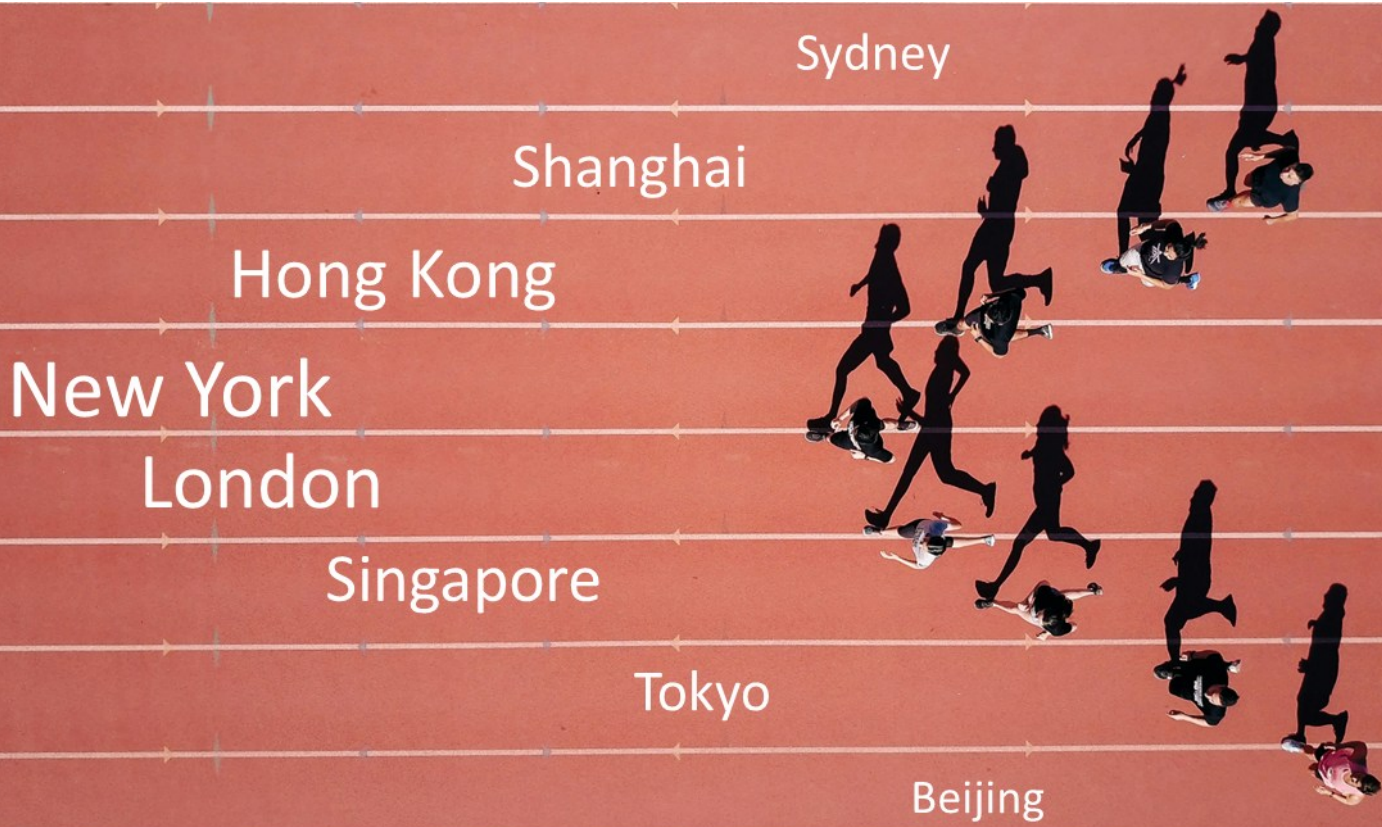 Sydney
Shanghai
Hong Kong
New York
London
Singapore
Tokyo
Beijing